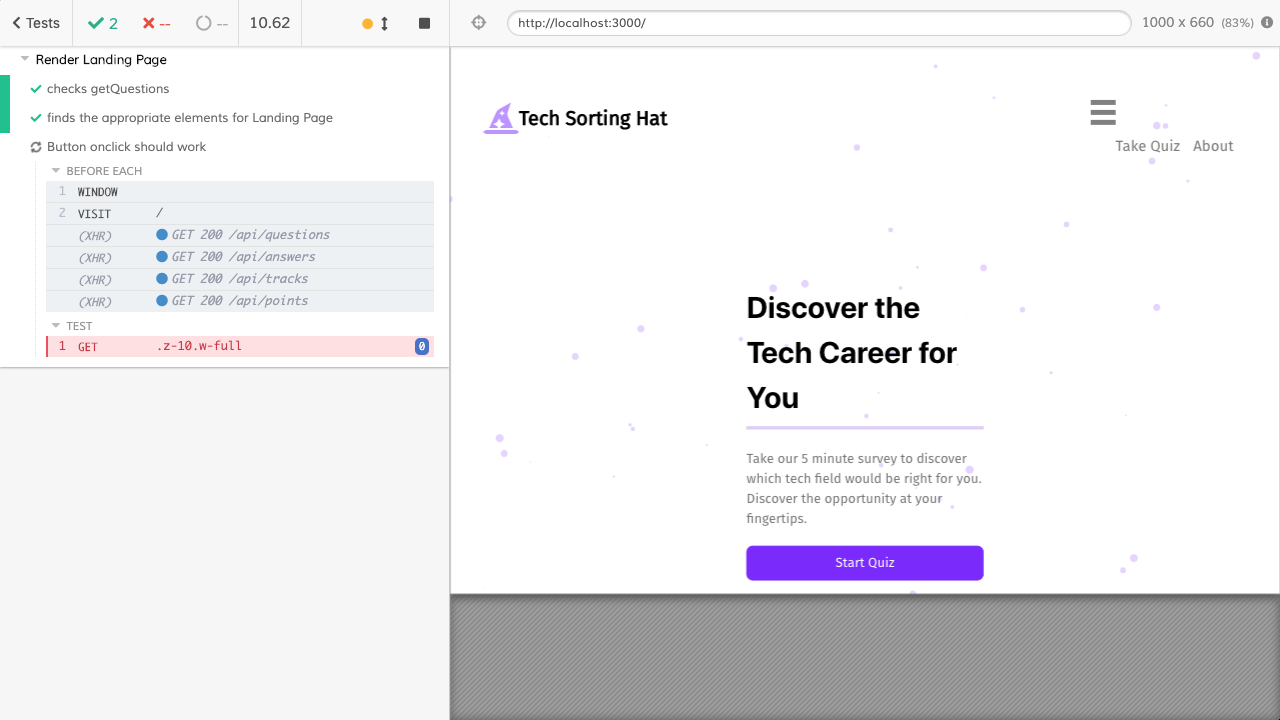 Tests 2 -- -- 10.62
http://localhost:3000/ 1000 x 660 (83%)
Render Landing Page
checks getQuestions
finds the appropriate elements for Landing Page
Button onclick should work
BEFORE EACH
1 WINDOW
2 VISIT /
(XHR) GET 200 /api/questions
(XHR) GET 200 /api/answers
(XHR) GET 200 /api/tracks
(XHR) GET 200 /api/points
TEST
1 GET .z-10.w-full 0
Tech Sorting Hat
Take Quiz About
Discover the
Tech Career for
You
Take our 5 minute survey to discover
which tech field would be right for you.
Discover the opportunity at your
fingertips.
Start Quiz